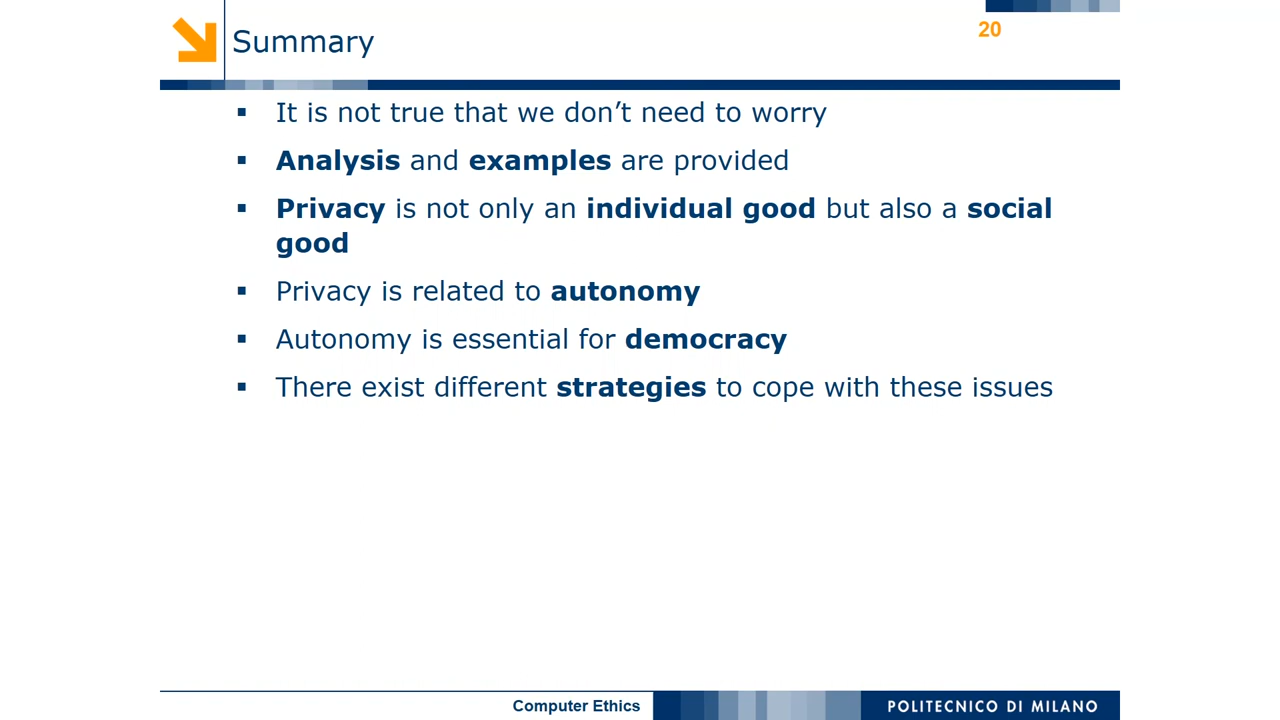 20
Summary
▪ It is not true that we don’t need to worry
▪ Analysis and examples are provided
▪ Privacy is not only an individual good but also a social
good
▪ Privacy is related to autonomy
▪ Autonomy is essential for democracy
▪ There exist different strategies to cope with these issues
Computer Ethics
POLITECNICO DI MILANO